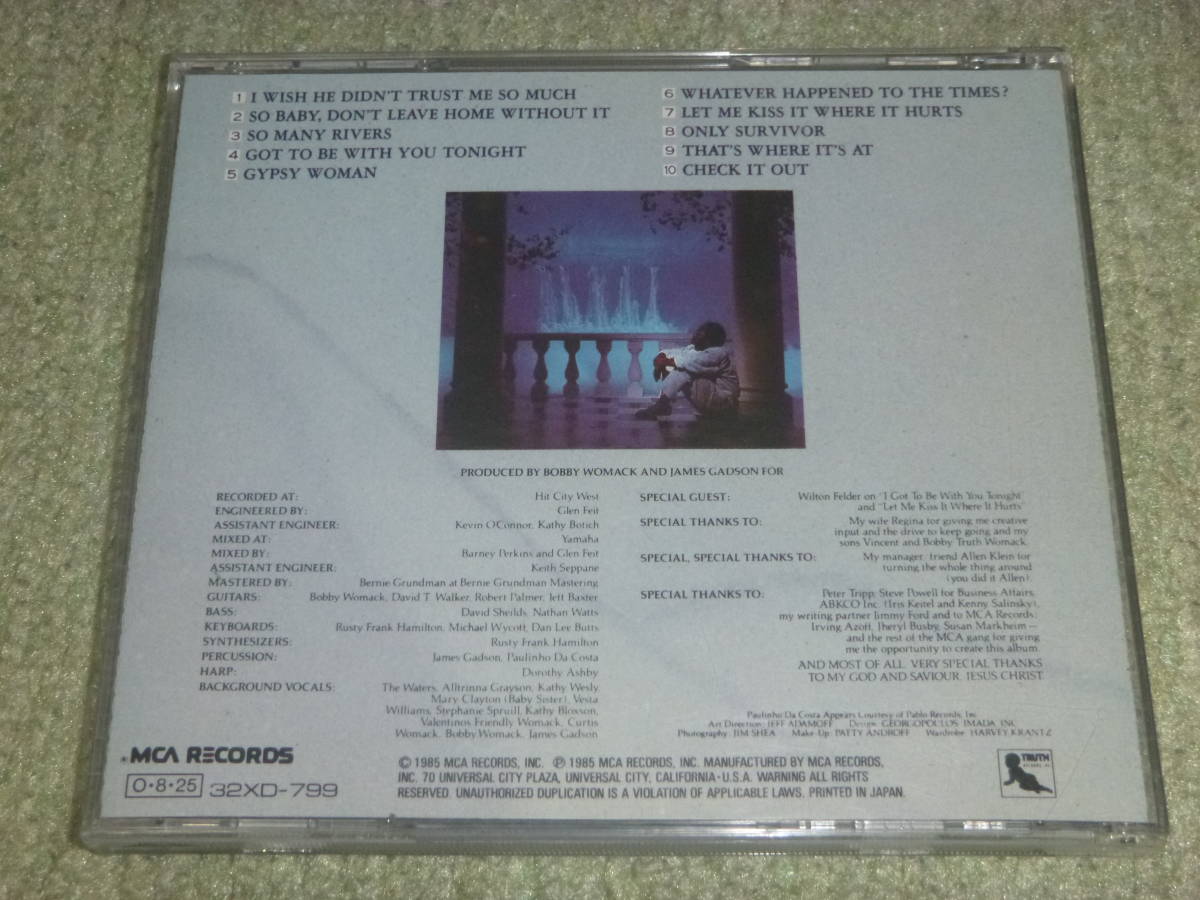 1 I WISH HE DIDN'T TRUST ME SO MUCH
2 SO BABY, DON'T LEAVE HOME WITHOUT IT
3 SO MANY RIVERS
4 GOT TO BE WITH YOU TONIGHT
5 GYPSY WOMAN
6 WHATEVER HAPPENED TO THE TIMES?
7 LET ME KISS IT WHERE IT HURTS
8 ONLY SURVIVOR
9 THAT'S WHERE IT'S AT
10 CHECK IT OUT
PRODUCED BY BOBBY WOMACK AND JAMES GADSON FOR
RECORDED AT: Hit City West
ENGINEERED BY: Glen Feit
ASSISTANT ENGINEER: Kevin O'Connor, Kathy Botich
MIXED AT: Yamaha
MIXED BY: Barney Perkins and Glen Feit
ASSISTANT ENGINEER: Keith Seppane
MASTERED BY: Bernie Grundman at Bernie Grundman Mastering
GUITARS: Bobby Womack, David T. Walker, Robert Palmer, Jeff Baxter
BASS: David Sheilds, Nathan Watts
KEYBOARDS: Rusty Frank Hamilton, Michael Wycott, Dan Lee Butts
SYNTHESIZERS: Rusty Frank Hamilton
PERCUSSION: James Gadson, Paulinho Da Costa
HARP: Dorothy Ashby
BACKGROUND VOCALS: The Waters, Alltrinna Grayson, Kathy Wesly
Mary Clayton (Baby Sister), Vesta
Williams, Stephanie Spruill, Kathy Bloxson,
Valentinos Friendly Womack, Curtis
Womack, Bobby Womack, James Gadson
SPECIAL GUEST: Wilton Felder on "I Got To Be With You Tonight"
and "Let Me Kiss It Where It Hurts"
SPECIAL THANKS TO: My wife Regina for giving me creative
input and the drive to keep going and my
sons Vincent and Bobby Truth Womack.
SPECIAL, SPECIAL THANKS TO: My manager, friend Allen Klein for
turning the whole thing around
(you did it Allen).
SPECIAL THANKS TO: Peter Tripp, Steve Powell for Business Affairs,
ABKCO Inc. (Iris Keitel and Kenny Salinsky),
my writing partner Jimmy Ford and to MCA Records:
Irving Azoff, Jheryl Busby, Susan Markheim –
and the rest of the MCA gang for giving
me the opportunity to create this album.
AND MOST OF ALL, VERY SPECIAL THANKS
TO MY GOD AND SAVIOUR, JESUS CHRIST.
Paulinho Da Costa Appears Courtesy of Pablo Records, Inc.
Art Direction: JEFF ADAMOFF Design: GEORGOPOULOS IMADA, INC.
Photography: JIM SHEA Make-Up: PATTY ANDROFF Wardrobe: HARVEY KRANTZ
MCA RECORDS
O•8•25 32XD-799
© 1985 MCA RECORDS, INC. ℗ 1985 MCA RECORDS, INC. MANUFACTURED BY MCA RECORDS,
INC. 70 UNIVERSAL CITY PLAZA, UNIVERSAL CITY, CALIFORNIA - U.S.A. WARNING ALL RIGHTS
RESERVED. UNAUTHORIZED DUPLICATION IS A VIOLATION OF APPLICABLE LAWS. PRINTED IN JAPAN.
TRUTH